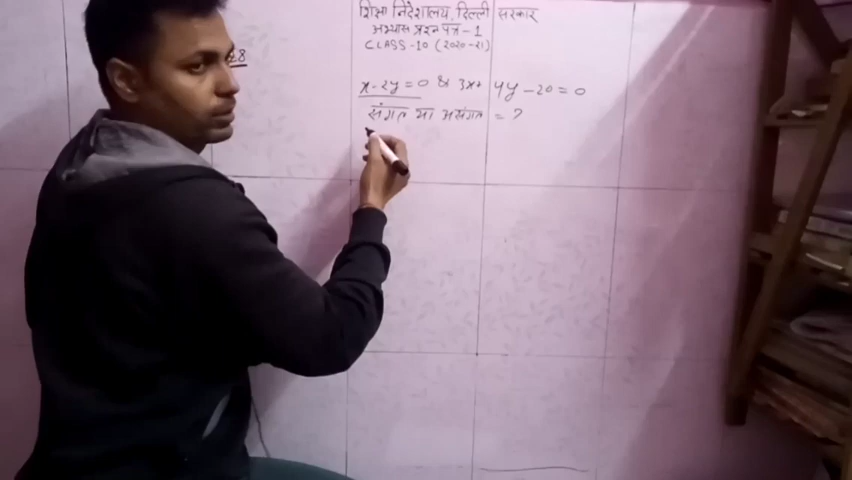 शिक्षा निदेशालय, दिल्ली सरकार
अभ्यास प्रश्न पत्र - 1
CLASS-10 (2020-21)
x-2y=0 & 3x+ 4y-20=0
संगत या असंगत = ?